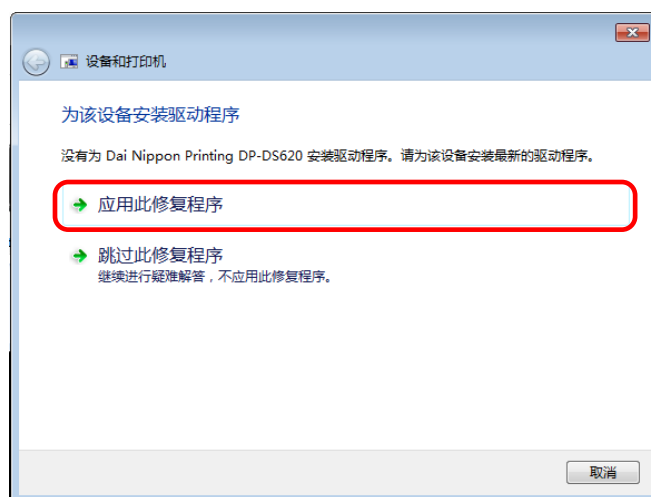 设备和打印机
为该设备安装驱动程序
没有为 Dai Nippon Printing DP-DS620 安装驱动程序。请为该设备安装最新的驱动程序。
应用此修复程序
跳过此修复程序
继续进行疑难解答，不应用此修复程序。
取消